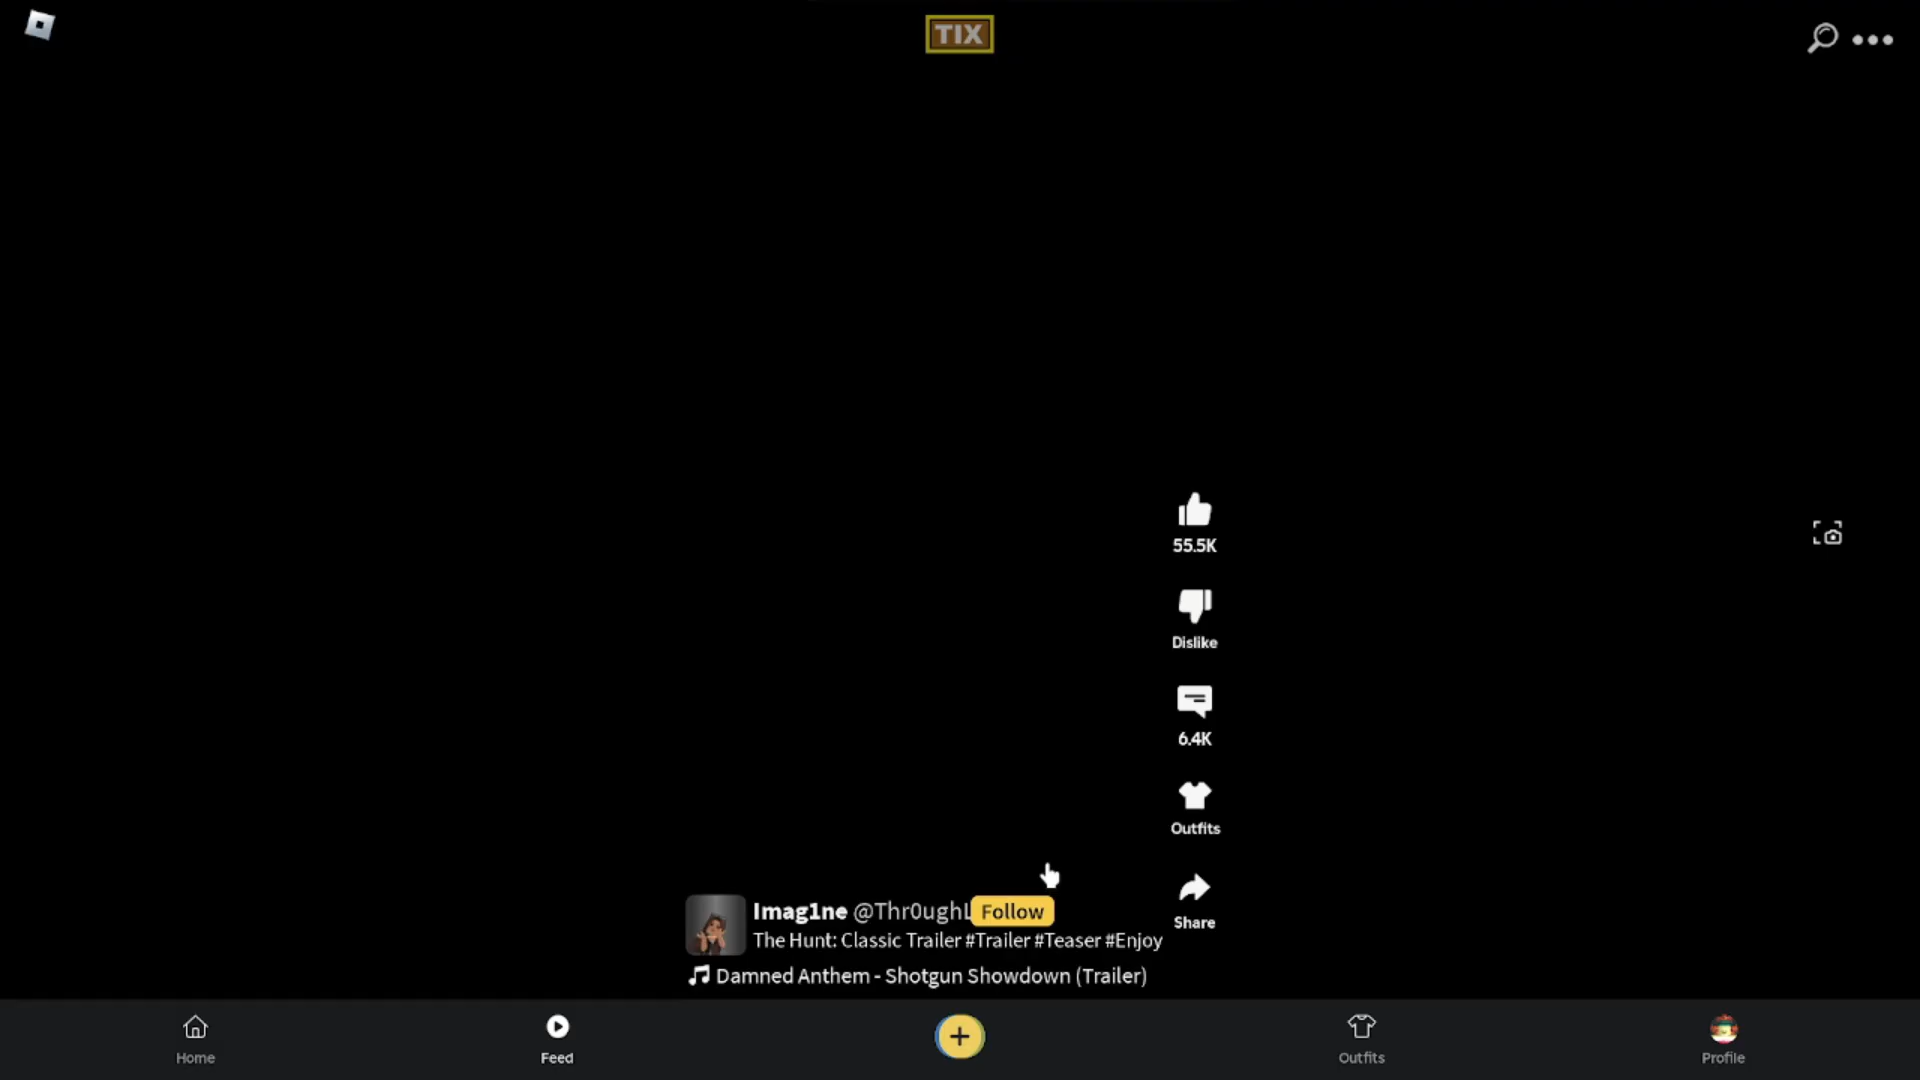 TIX
55.5K
Dislike
6.4K
Outfits
Share
Imag1ne @Thr0ughL Follow
The Hunt: Classic Trailer #Trailer #Teaser #Enjoy
Damned Anthem - Shotgun Showdown (Trailer)
Home
Feed
Outfits
Profile